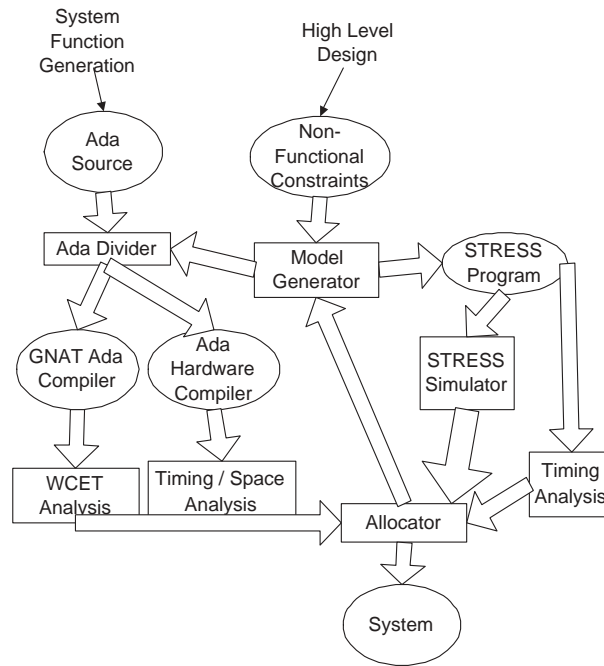 System
Function
Generation
High Level
Design
Ada
Source
Non-
Functional
Constraints
Ada Divider
Model
Generator
STRESS
Program
GNAT Ada
Compiler
Ada
Hardware
Compiler
STRESS
Simulator
WCET
Analysis
Timing / Space
Analysis
Allocator
Timing
Analysis
System